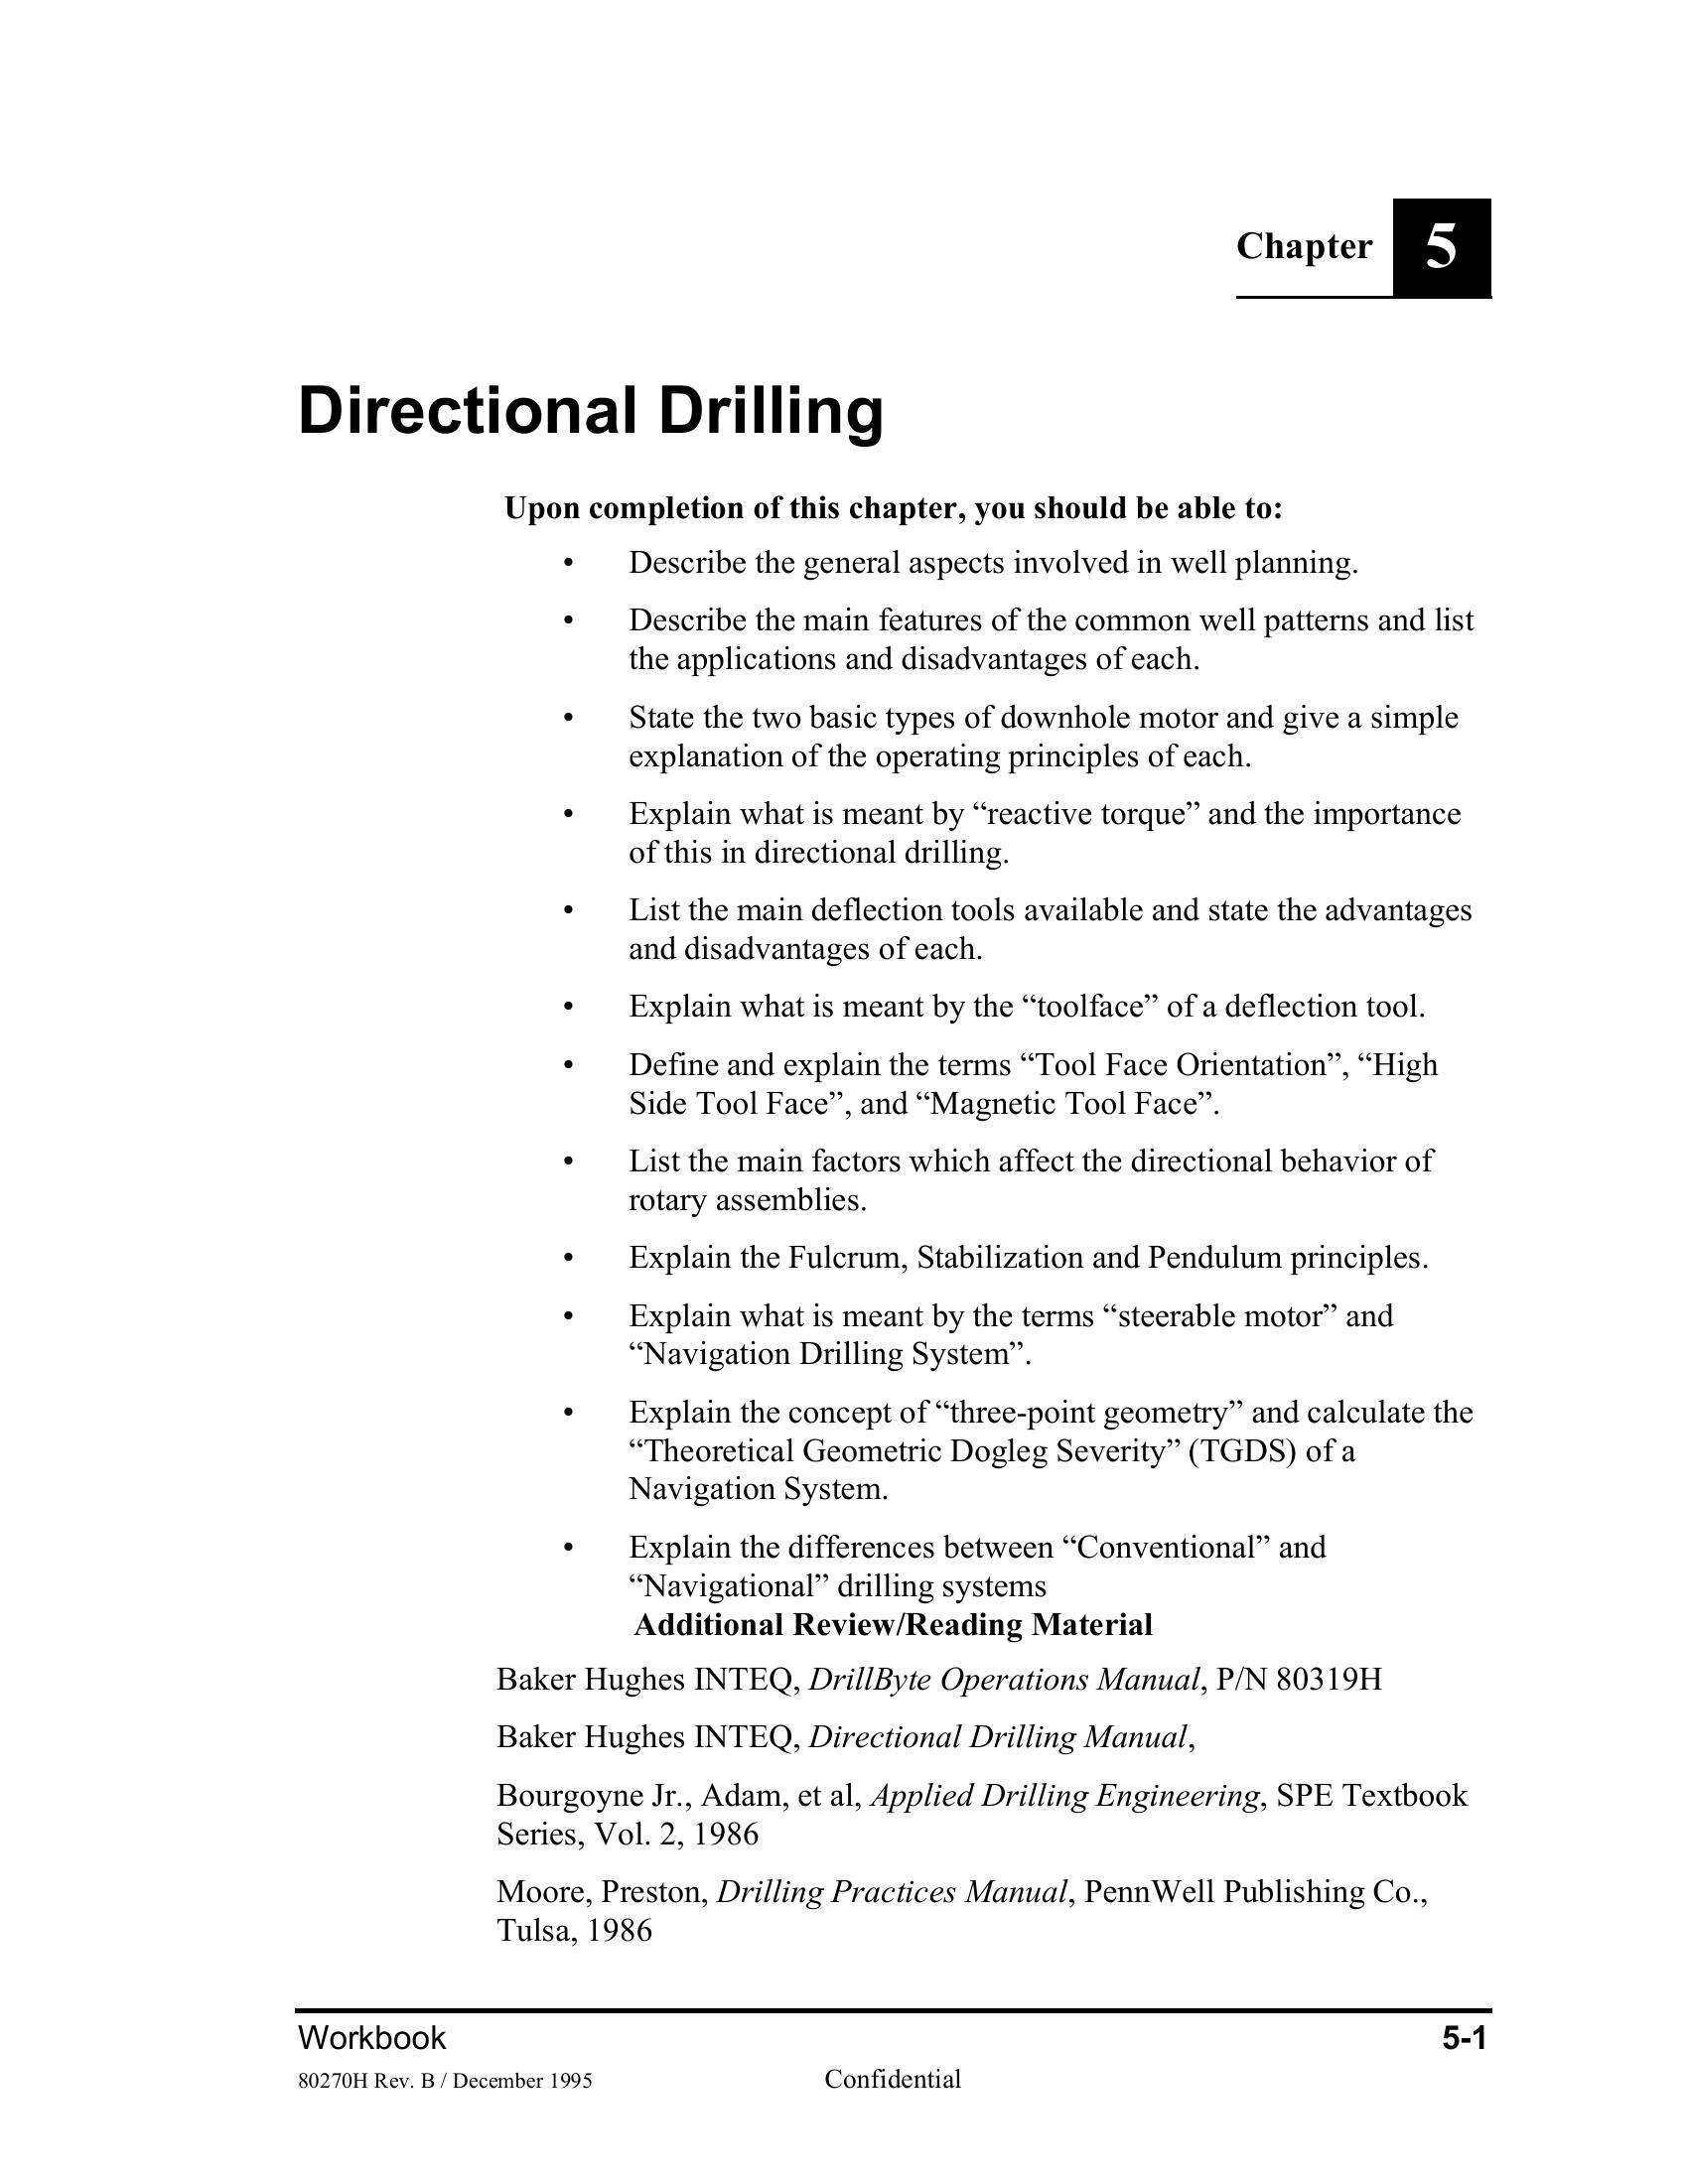 Chapter 5
Directional Drilling
Upon completion of this chapter, you should be able to:
• Describe the general aspects involved in well planning.
• Describe the main features of the common well patterns and list
the applications and disadvantages of each.
• State the two basic types of downhole motor and give a simple
explanation of the operating principles of each.
• Explain what is meant by “reactive torque” and the importance
of this in directional drilling.
• List the main deflection tools available and state the advantages
and disadvantages of each.
• Explain what is meant by the “toolface” of a deflection tool.
• Define and explain the terms “Tool Face Orientation”, “High
Side Tool Face”, and “Magnetic Tool Face”.
• List the main factors which affect the directional behavior of
rotary assemblies.
• Explain the Fulcrum, Stabilization and Pendulum principles.
• Explain what is meant by the terms “steerable motor” and
“Navigation Drilling System”.
• Explain the concept of “three-point geometry” and calculate the
“Theoretical Geometric Dogleg Severity” (TGDS) of a
Navigation System.
• Explain the differences between “Conventional” and
“Navigational” drilling systems
Additional Review/Reading Material
Baker Hughes INTEQ, DrillByte Operations Manual, P/N 80319H
Baker Hughes INTEQ, Directional Drilling Manual,
Bourgoyne Jr., Adam, et al, Applied Drilling Engineering, SPE Textbook
Series, Vol. 2, 1986
Moore, Preston, Drilling Practices Manual, PennWell Publishing Co.,
Tulsa, 1986
Workbook 5-1
80270H Rev. B / December 1995 Confidential